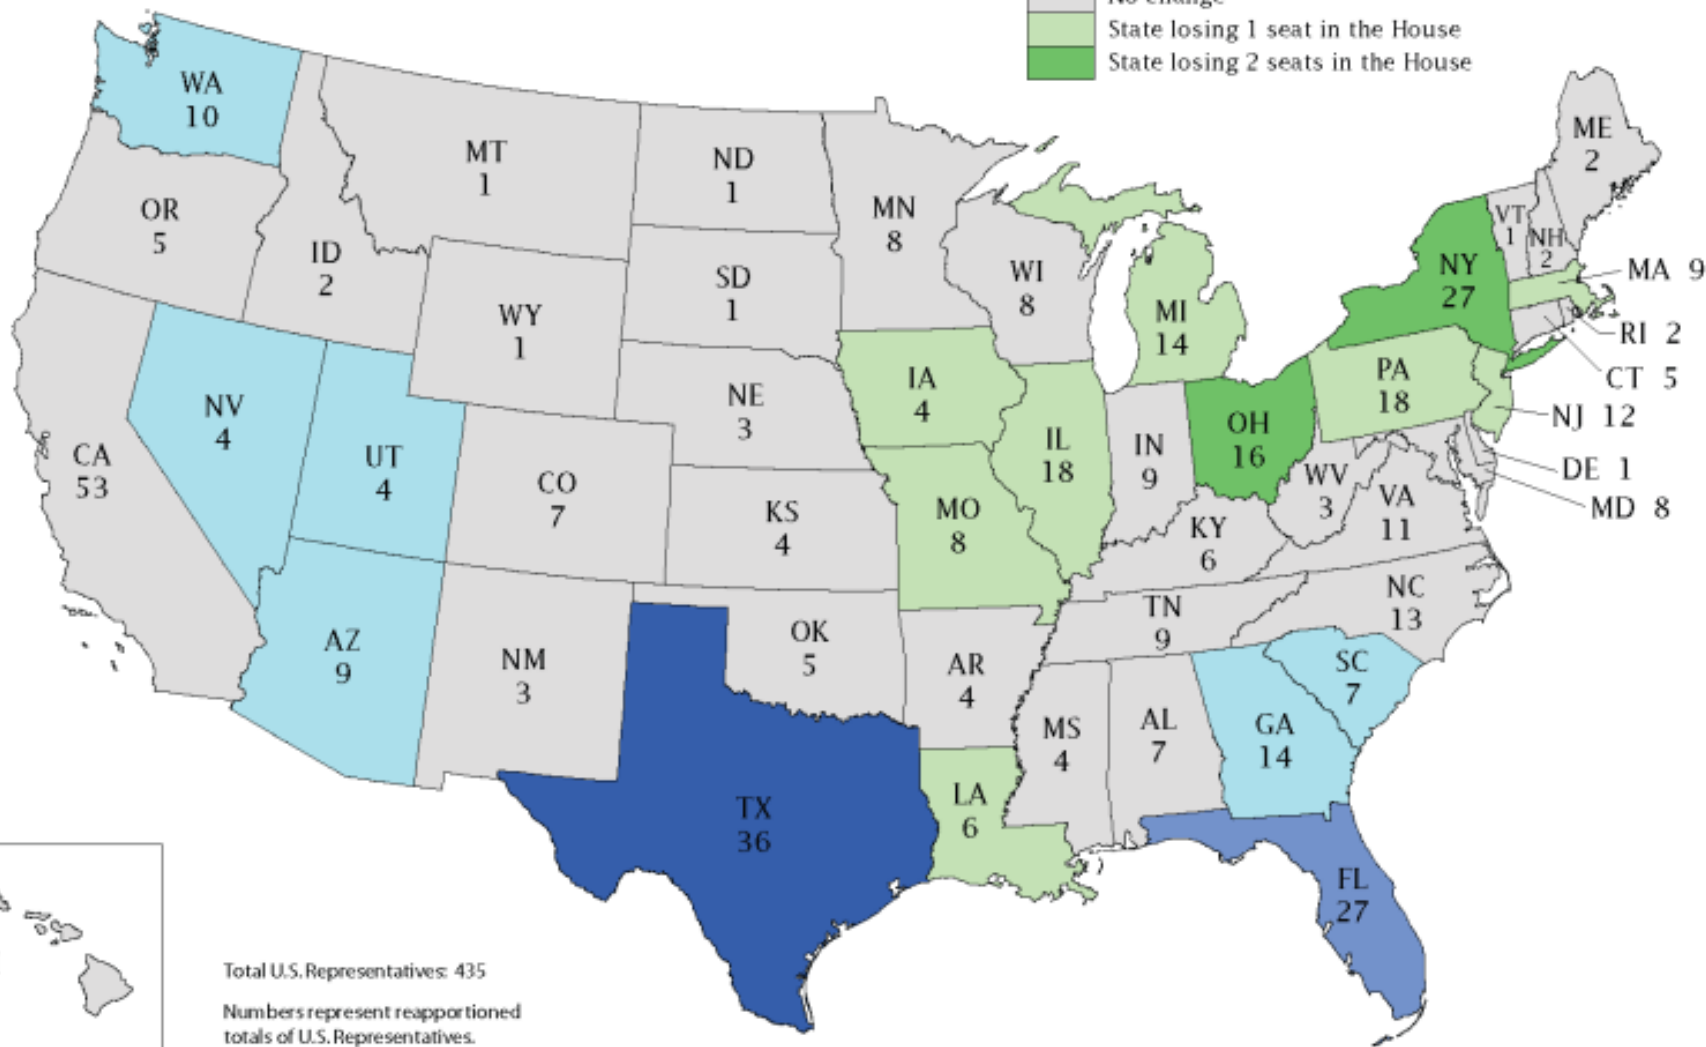 No change
State losing 1 seat in the House
State losing 2 seats in the House
WA
10
OR
5
CA
53
NV
4
ID
2
MT
1
WY
1
UT
4
AZ
9
CO
7
NM
3
ND
1
SD
1
NE
3
KS
4
OK
5
TX
36
MN
8
IA
4
MO
8
AR
4
LA
6
WI
8
IL
18
MI
14
IN
9
OH
16
KY
6
TN
9
MS
4
AL
7
GA
14
FL
27
SC
7
NC
13
VA
11
WV
3
PA
18
NY
27
VT
1
NH
2
ME
2
MA 9
RI 2
CT 5
NJ 12
DE 1
MD 8
Total U.S. Representatives: 435
Numbers represent reapportioned
totals of U.S. Representatives.